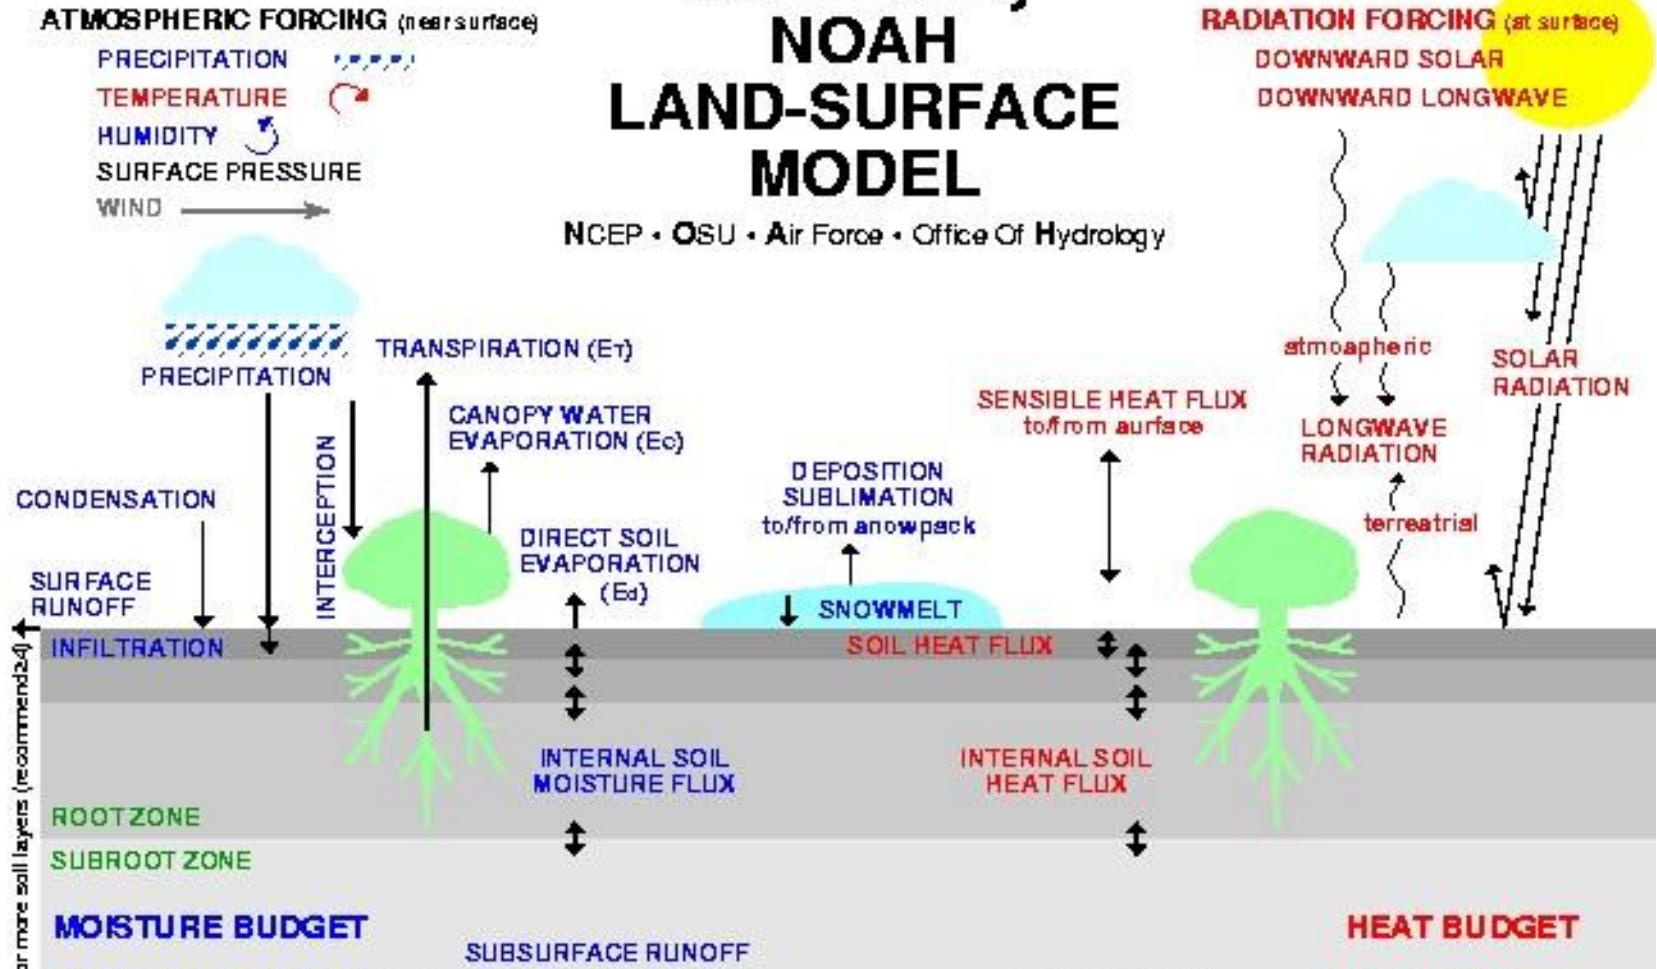 ATMOSPHERIC FORCING (near surface)
PRECIPITATION
TEMPERATURE
HUMIDITY
SURFACE PRESSURE
WIND
NOAH
LAND-SURFACE
MODEL
NCEP • OSU • Air Force • Office Of Hydrology
RADIATION FORCING (at surface)
DOWNWARD SOLAR
DOWNWARD LONGWAVE
PRECIPITATION
TRANSPIRATION (ET)
CANOPY WATER
EVAPORATION (Ec)
INTERCEPTION
CONDENSATION
SURFACE
RUNOFF
DIRECT SOIL
EVAPORATION
(Ed)
DEPOSITION
SUBLIMATION
to/from snowpack
SNOWMELT
SENSIBLE HEAT FLUX
to/from surface
atmospheric
LONGWAVE
RADIATION
terrestrial
SOLAR
RADIATION
INFILTRATION
SOIL HEAT FLUX
INTERNAL SOIL
MOISTURE FLUX
INTERNAL SOIL
HEAT FLUX
ROOT ZONE
SUBROOT ZONE
MOISTURE BUDGET
HEAT BUDGET
SUBSURFACE RUNOFF
or more soil layers